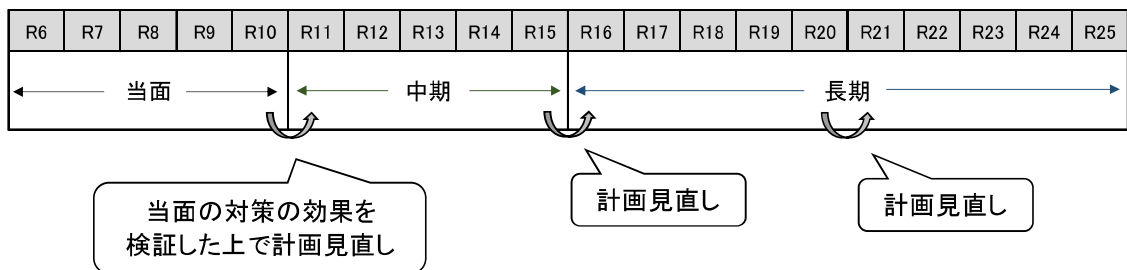 R6 R7 R8 R9 R10 R11 R12 R13 R14 R15 R16 R17 R18 R19 R20 R21 R22 R23 R24 R25
当面 中期 長期
当面の対策の効果を
検証した上で計画見直し
計画見直し
計画見直し